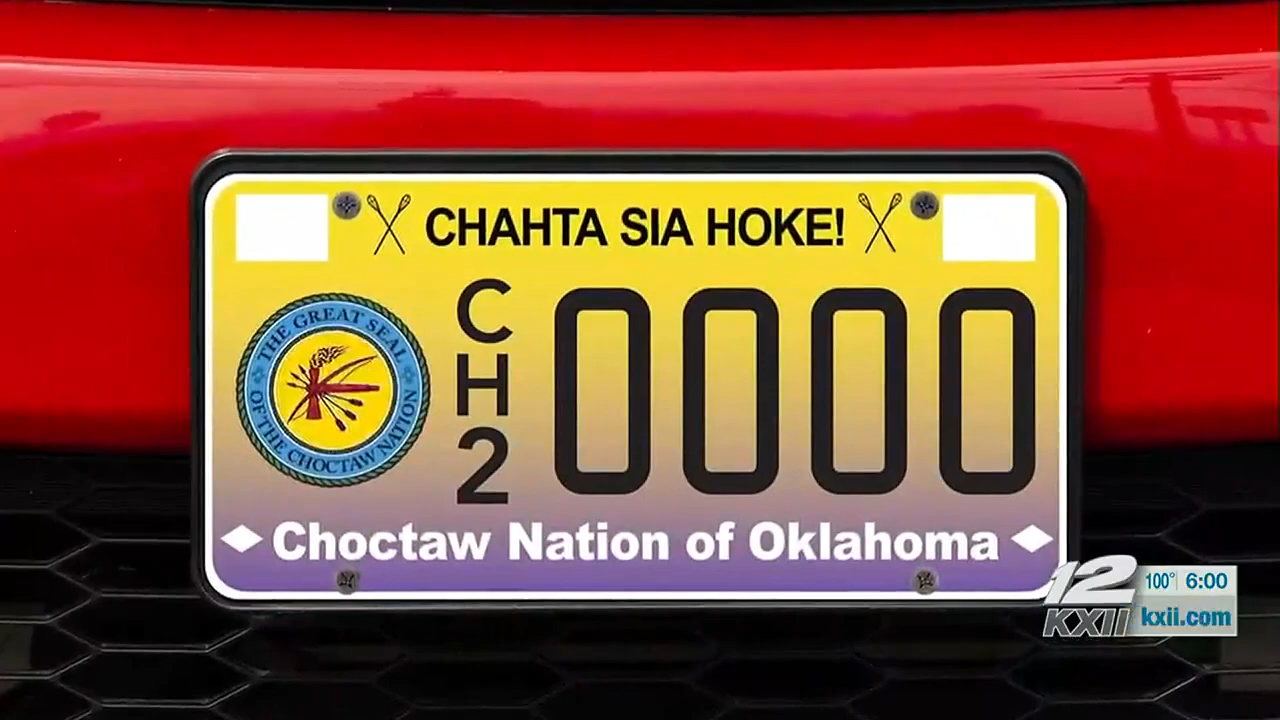 CHAHTA SIA HOKE!
THE GREAT SEAL
OF THE CHOCTAW NATION
CH2 0000
Choctaw Nation of Oklahoma
12 100° 6:00
KXII kxii.com